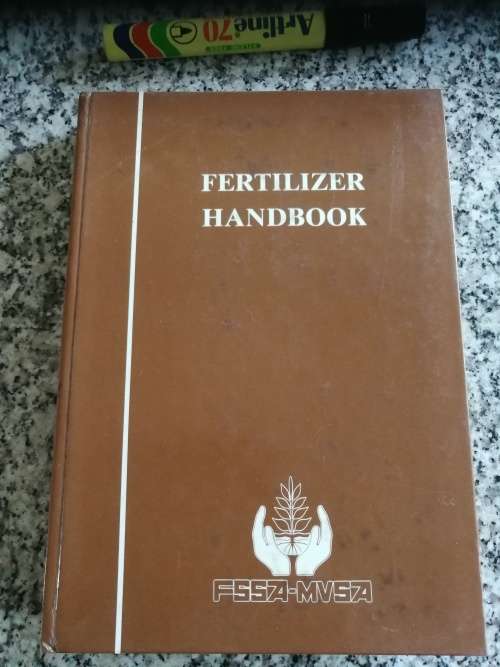 Artline 70
FERTILIZER
HANDBOOK
FSSA-MVSA